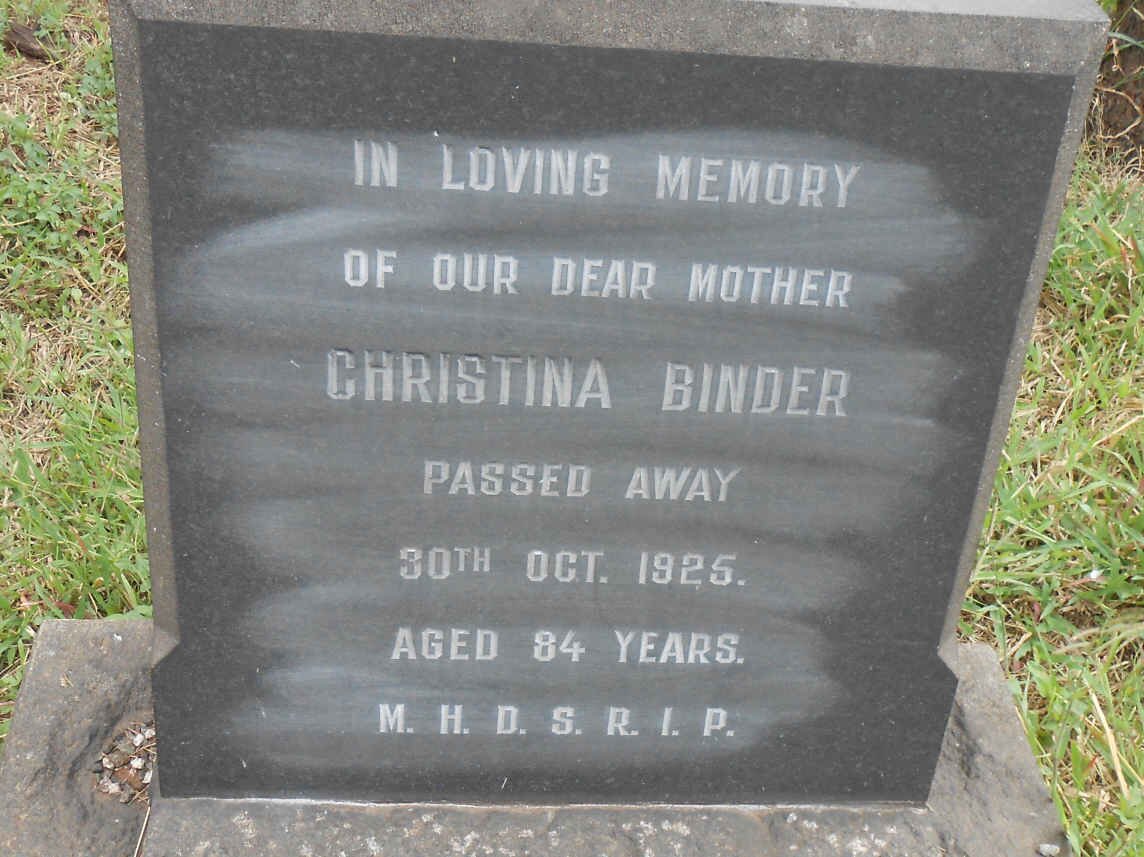 IN LOVING MEMORY
OF OUR DEAR MOTHER
CHRISTINA BINDER
PASSED AWAY
30TH OCT. 1925.
AGED 84 YEARS.
M. H. D. S. R. I. P.